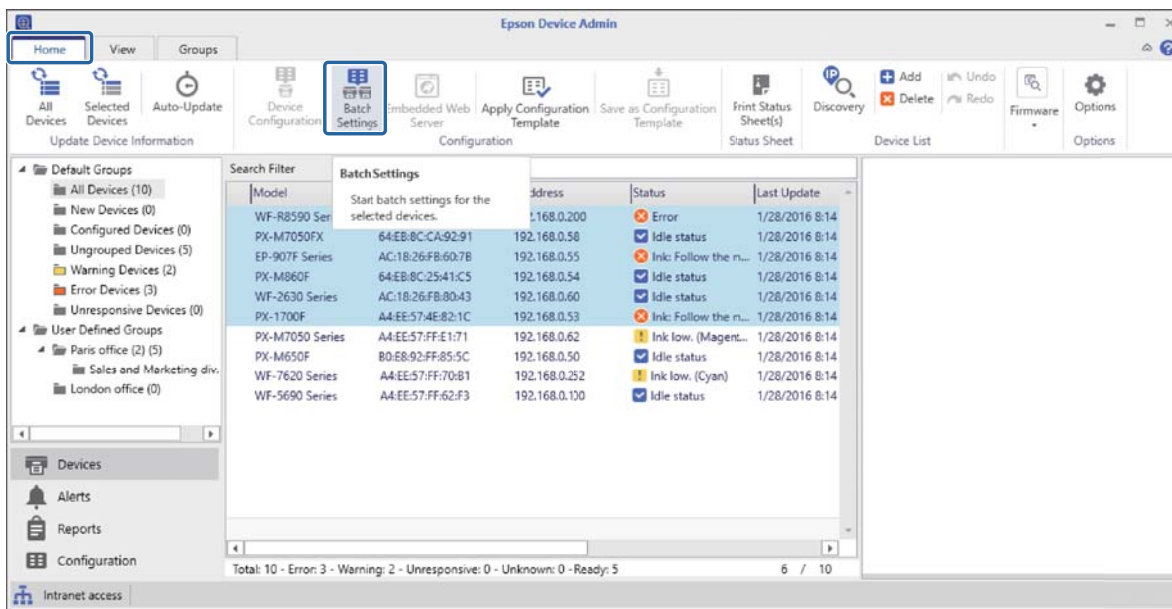 Epson Device Admin
Home View Groups
All Devices
Selected Devices
Auto-Update
Update Device Information
Device Configuration
Batch Settings
Embedded Web Server
Apply Configuration Template
Save as Configuration Template
Configuration
Print Status Sheet(s)
Status Sheet
IP
Discovery
Add
Delete
Undo
Redo
Device List
Firmware
Options
Options
Default Groups
All Devices (10)
New Devices (0)
Configured Devices (0)
Ungrouped Devices (5)
Warning Devices (2)
Error Devices (3)
Unresponsive Devices (0)
User Defined Groups
Paris office (2) (5)
Sales and Marketing div.
London office (0)
Devices
Alerts
Reports
Configuration
Search Filter
Batch Settings
Start batch settings for the
selected devices.
Model ddress Status Last Update
WF-R8590 Ser .168.0.200 Error 1/28/2016 8:14
PX-M7050FX 64:EB:8C:CA:92:91 192.168.0.58 Idle status 1/28/2016 8:14
EP-907F Series AC:18:26:FB:60:7B 192.168.0.55 Ink: Follow the n... 1/28/2016 8:14
PX-M860F 64:EB:8C:25:41:C5 192.168.0.54 Idle status 1/28/2016 8:14
WF-2630 Series AC:18:26:FB:80:43 192.168.0.60 Idle status 1/28/2016 8:14
PX-1700F A4:EE:57:4E:82:1C 192.168.0.53 Ink: Follow the n... 1/28/2016 8:14
PX-M7050 Series A4:EE:57:FF:E1:71 192.168.0.62 Ink low. (Magent... 1/28/2016 8:14
PX-M650F B0:E8:92:FF:85:5C 192.168.0.50 Idle status 1/28/2016 8:14
WF-7620 Series A4:EE:57:FF:70:B1 192.168.0.252 Ink low. (Cyan) 1/28/2016 8:14
WF-5690 Series A4:EE:57:FF:62:F3 192.168.0.100 Idle status 1/28/2016 8:14
Total: 10 - Error: 3 - Warning: 2 - Unresponsive: 0 - Unknown: 0 -Ready: 5 6 / 10
Intranet access